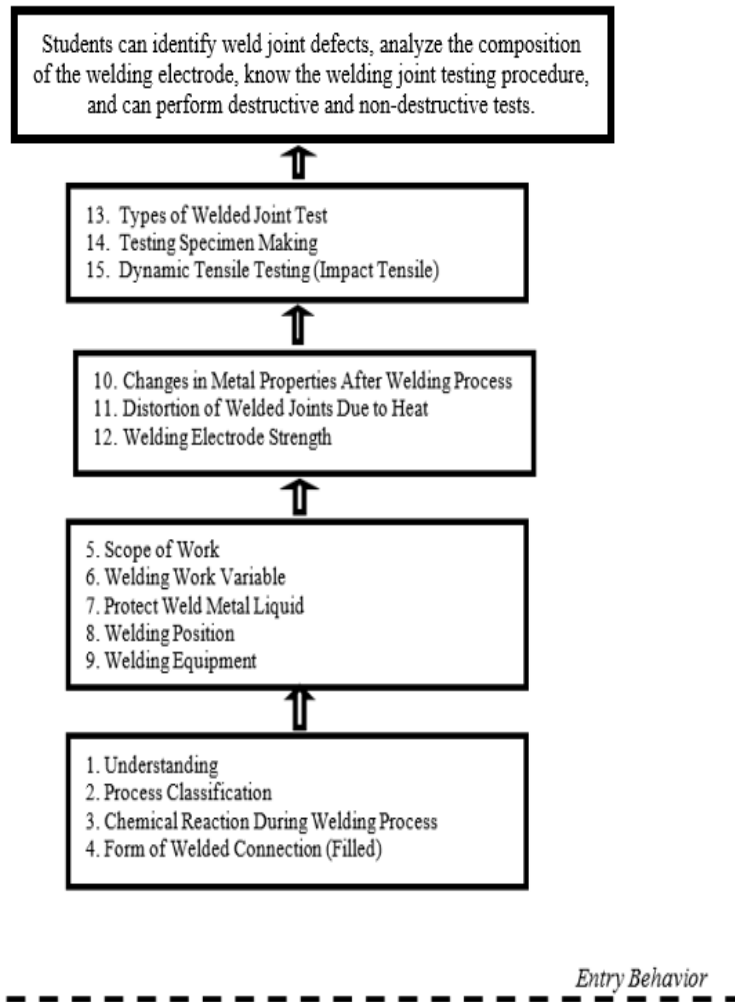 Students can identify weld joint defects, analyze the composition
of the welding electrode, know the welding joint testing procedure,
and can perform destructive and non-destructive tests.
13. Types of Welded Joint Test
14. Testing Specimen Making
15. Dynamic Tensile Testing (Impact Tensile)
10. Changes in Metal Properties After Welding Process
11. Distortion of Welded Joints Due to Heat
12. Welding Electrode Strength
5. Scope of Work
6. Welding Work Variable
7. Protect Weld Metal Liquid
8. Welding Position
9. Welding Equipment
1. Understanding
2. Process Classification
3. Chemical Reaction During Welding Process
4. Form of Welded Connection (Filled)
Entry Behavior